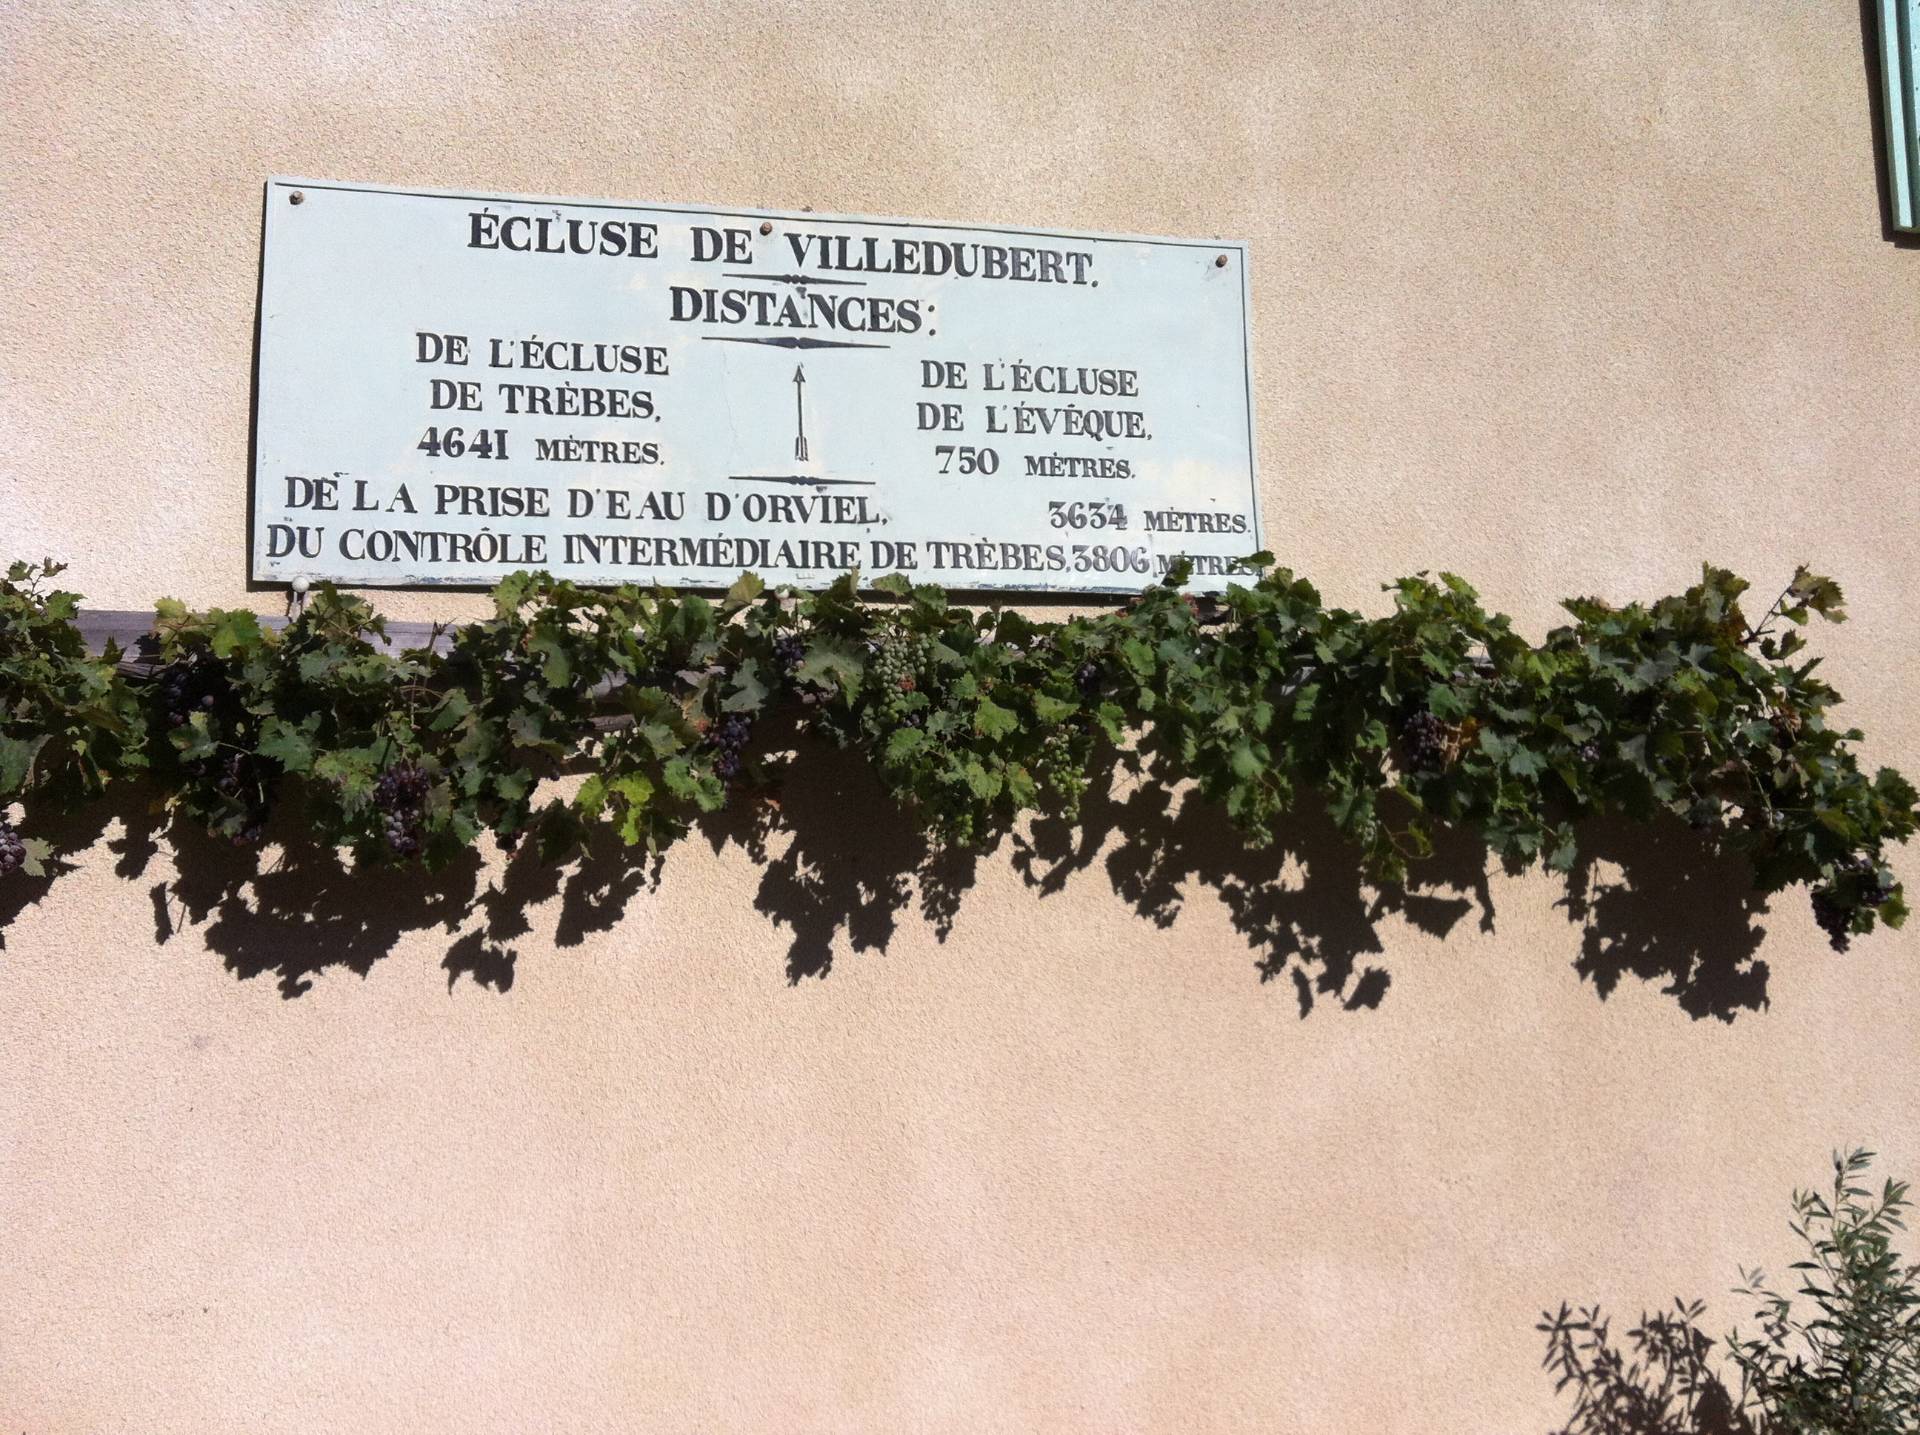 ÉCLUSE DE VILLEDUBERT.
DISTANCES:
DE L'ÉCLUSE
DE TRÈBES,
4641 MÈTRES.
DE L'ÉCLUSE
DE L'ÉVÊQUE,
750 MÈTRES.
DE LA PRISE D'EAU D'ORVIEL, 3634 MÈTRES.
DU CONTRÔLE INTERMÉDIAIRE DE TRÈBES, 3806 MÈTRES.